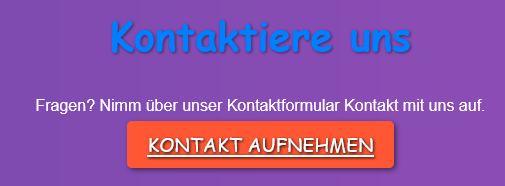 Kontaktiere uns
Fragen? Nimm über unser Kontaktformular Kontakt mit uns auf.
KONTAKT AUFNEHMEN